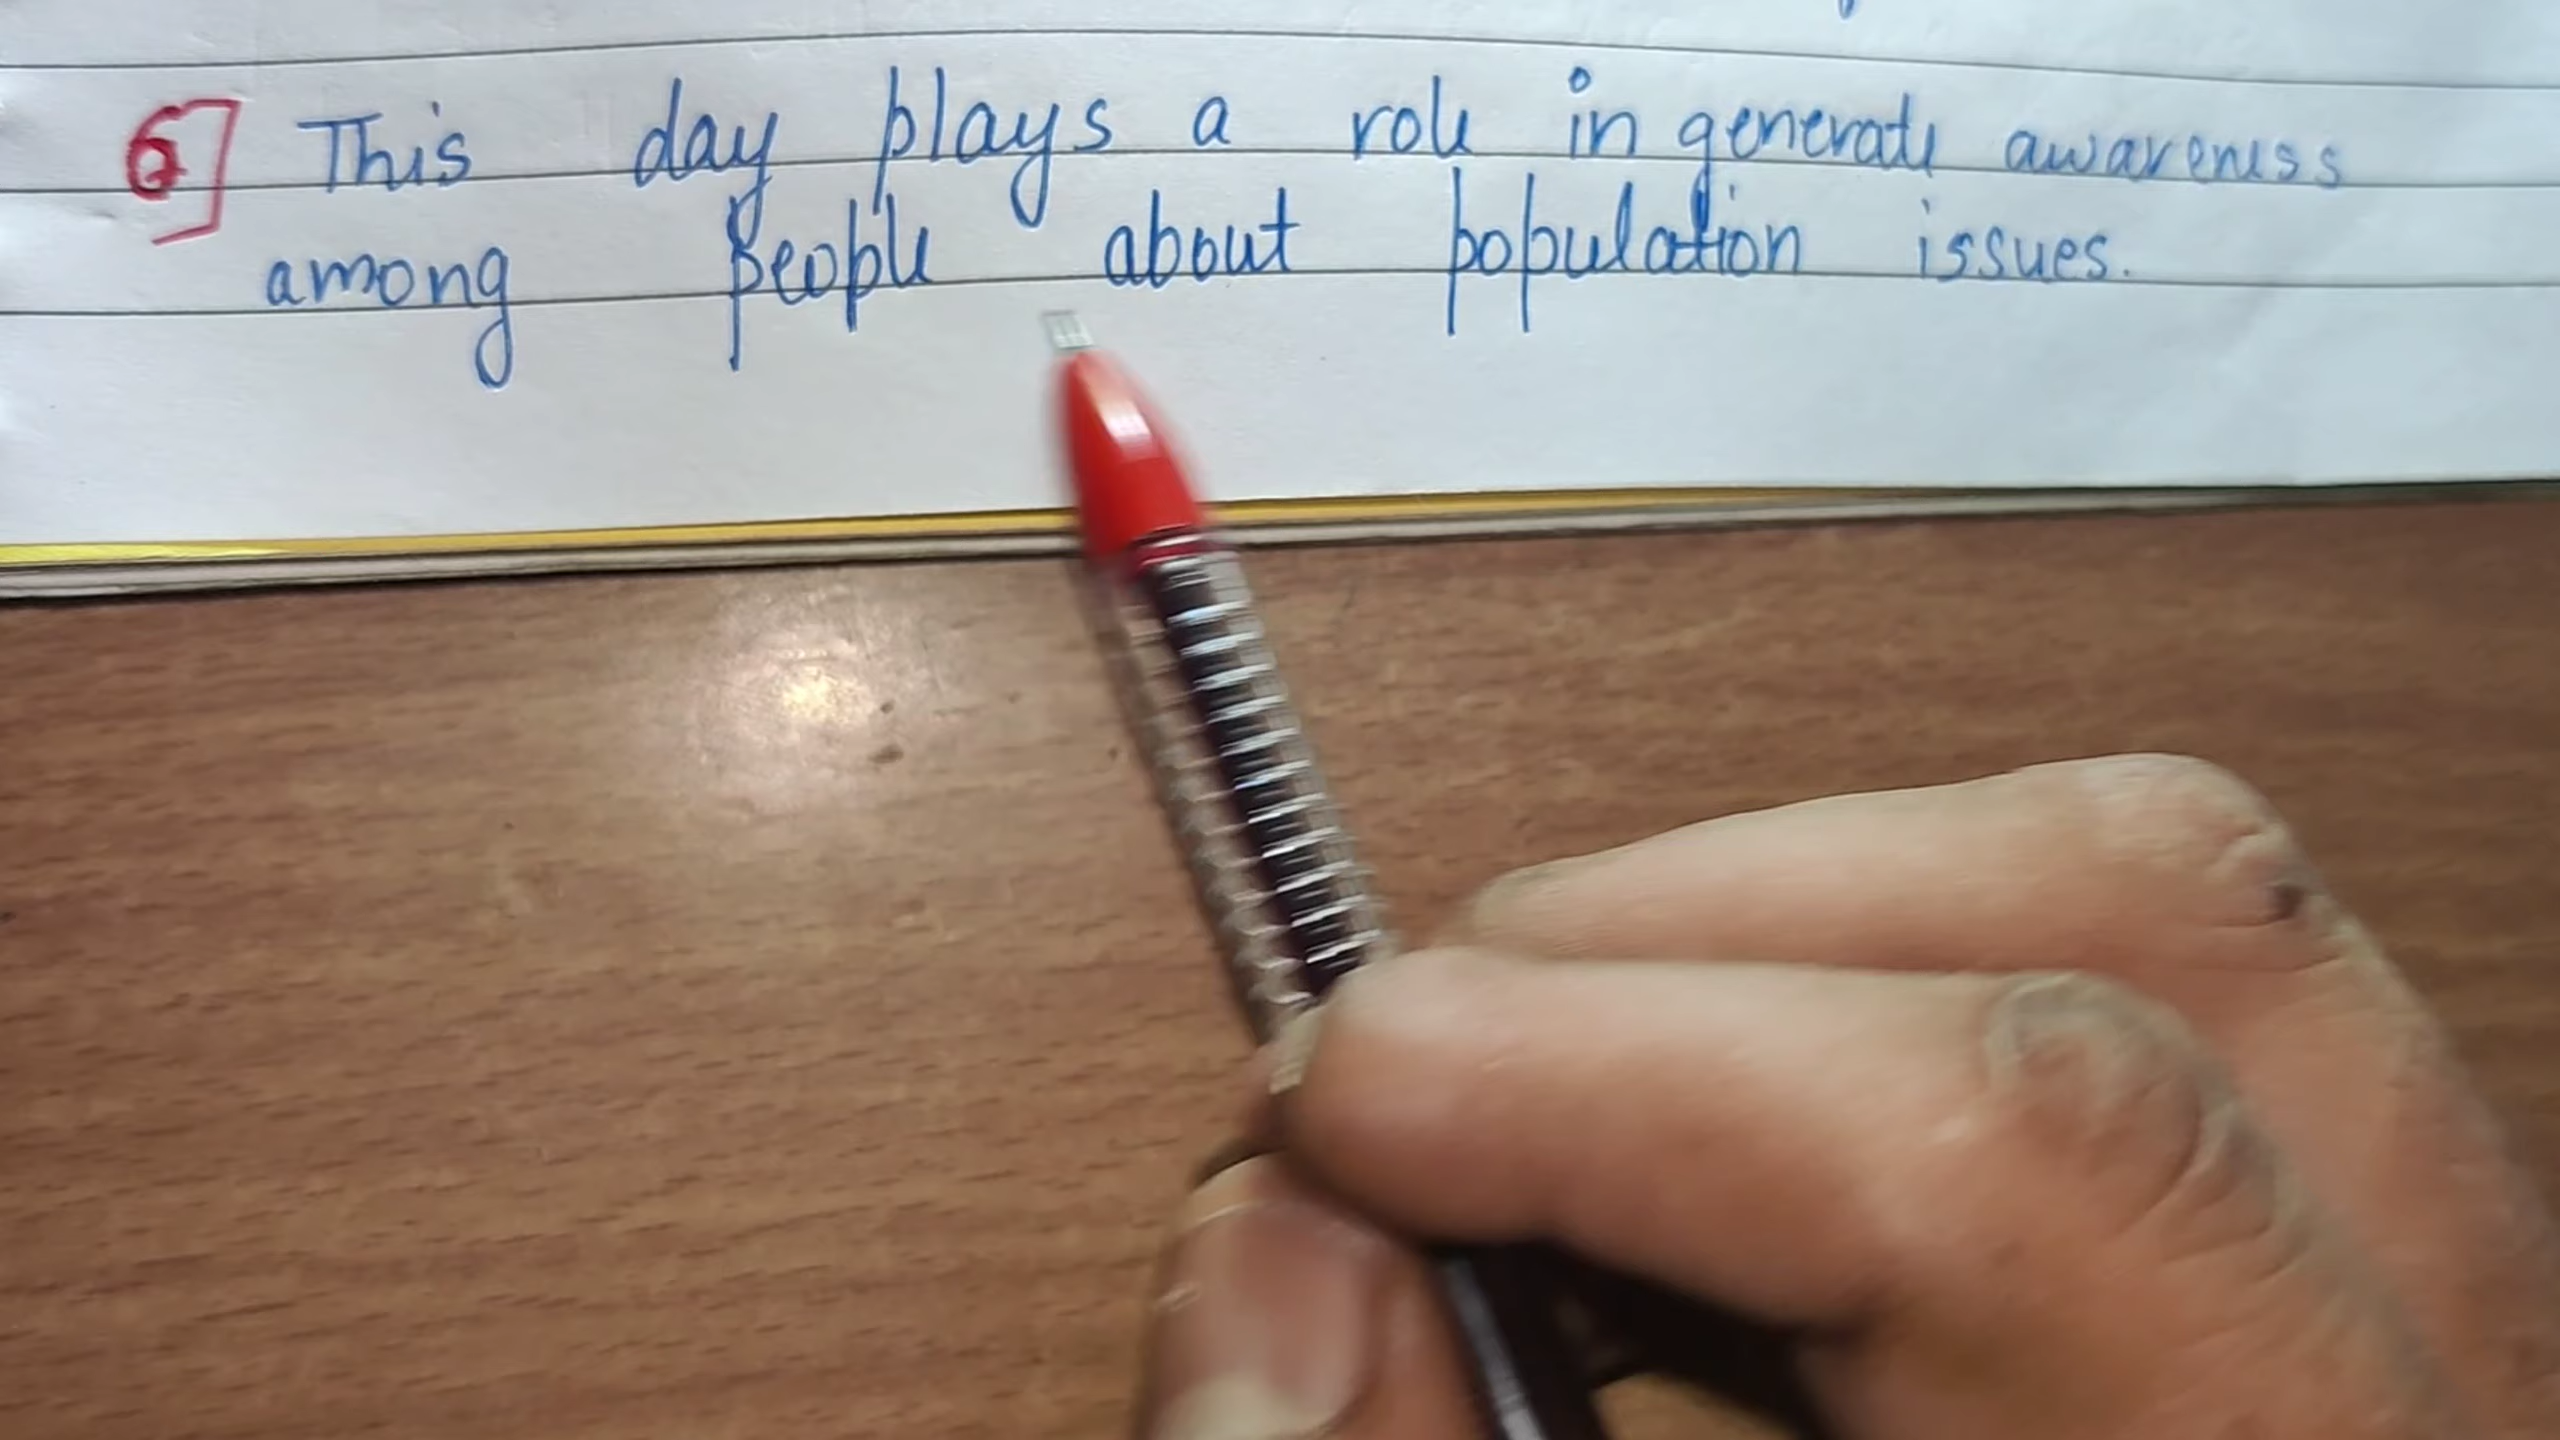 6] This day plays a role in generate awareness
among people about population issues.